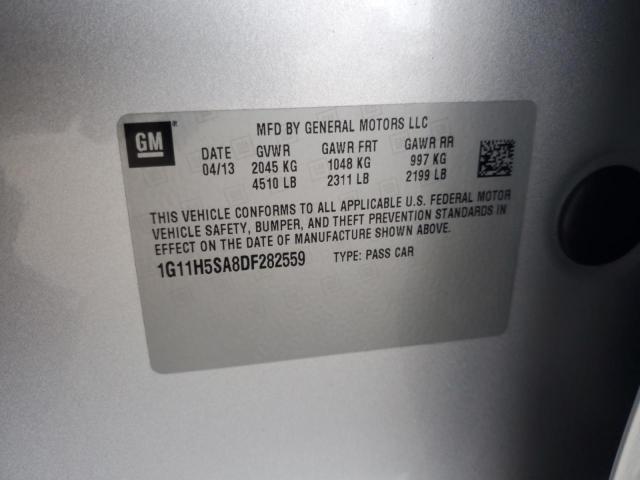 GM
MFD BY GENERAL MOTORS LLC
DATE GVWR GAWR FRT GAWR RR
04/13 2045 KG 1048 KG 997 KG
4510 LB 2311 LB 2199 LB
THIS VEHICLE CONFORMS TO ALL APPLICABLE U.S. FEDERAL MOTOR
VEHICLE SAFETY, BUMPER, AND THEFT PREVENTION STANDARDS IN
EFFECT ON THE DATE OF MANUFACTURE SHOWN ABOVE.
1G11H5SA8DF282559 TYPE: PASS CAR